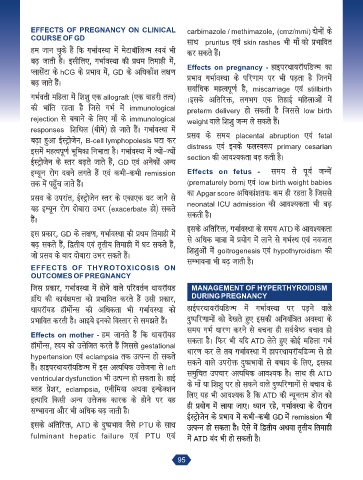 EFFECTS OF PREGNANCY ON CLINICAL
COURSE OF GD
हम जान चुके हैं कि गर्भावस्था में मेटाबॉलिज्म स्वयं भी
बढ़ जाती है। इसीलिए, गर्भावस्था की प्रथम तिमाही में,
प्लासेंटा के hCG के प्रभाव में, GD के अधिकांश लक्षण
बढ़ जाते हैं।
गर्भवती महिला में शिशु एक allograft (एक बाहरी तत्व)
की भांति रहता है जिसे गर्भ में immunological
rejection से बचाने के लिए माँ के immunological
responses शिथिल (धीमे) हो जाते हैं। गर्भावस्था में
बढ़ा हुआ ईस्ट्रोजेन, B-cell lymphopoiesis घटा कर
इसमें महत्वपूर्ण भूमिका निभाता है। गर्भावस्था में ज्यों-ज्यों
ईस्ट्रोजेन के स्तर बढ़ते जाते हैं, GD एवं अनेकों अन्य
इम्यून रोग थमने लगते हैं एवं कभी-कभी remission
तक में पहुँच जाते हैं।
प्रसव के उपरांत, ईस्ट्रोजेन स्तर के एकाएक घट जाने से
यह इम्यून रोग दोबारा उभर (exacerbate हो) सकते
हैं।
इस प्रकार, GD के लक्षण, गर्भावस्था की प्रथम तिमाही में
बढ़ सकते हैं, द्वितीय एवं तृतीय तिमाही में घट सकते हैं,
जो प्रसव के बाद दोबारा उभर सकते हैं।
EFFECTS OF THYROTOXICOSIS ON
OUTCOMES OF PREGNANCY
जिस प्रकार, गर्भावस्था में होने वाले परिवर्तन थायरॉयड
ग्रंथि की कार्यक्षमता को प्रभावित करते हैं उसी प्रकार,
थायरॉयड हॉर्मोन्स की अधिकता भी गर्भावस्था को
प्रभावित करती है। आइये इनको विस्तार से समझते हैं।
Effects on mother - हम जानते हैं कि थायरॉयड
हॉर्मोन्स, हृदय को उत्तेजित करते हैं जिससे gestational
hypertension एवं eclampsia तक उत्पन्न हो सकते
हैं। हाइपरथायरॉयडिज्म में इस अत्यधिक उत्तेजना से left
ventricular dysfunction भी उत्पन्न हो सकता है। हाई
ब्लड प्रेशर, eclampsia, एनीमिया अथवा इन्फेक्शन
इत्यादि किसी अन्य उत्तेजक कारक के होने पर यह
सम्भावना और भी अधिक बढ़ जाती है।
इसके अतिरिक्त, ATD के दुष्प्रभाव जैसे PTU के साथ
fulminant hepatic failure एवं PTU एवं
carbimazole / methimazole, (cmz/mmi) दोनों के
साथ pruritus एवं skin rashes भी माँ को प्रभावित
कर सकते हैं।
Effects on pregnancy - हाइपरथायरॉयडिज्म का
प्रभाव गर्भावस्था के परिणाम पर भी पड़ता है जिनमें
सर्वाधिक महत्वपूर्ण है, miscarriage एवं stillbirth
।इसके अतिरिक्त, लगभग एक तिहाई महिलाओं में
preterm delivery हो सकती है जिससे low birth
weight वाले शिशु जन्म ले सकते हैं।
प्रसव के समय placental abruption एवं fetal
distress एवं इनके फलस्वरूप primary cesarian
section की आवश्यकता बढ़ती है।
Effects on fetus - समय से पूर्व जन्में
(prematurely born) एवं low birth weight babies
का Apgar score अधिकांशतः कम ही रहता है जिससे
neonatal ICU admission की आवश्यकता भी बढ़
सकती है।
इसके अतिरिक्त, गर्भावस्था के समय ATD के आवश्यकता
से अधिक मात्रा में प्रयोग में लाने से गर्भस्थ एवं नवजात
शिशुओं में goitrogenesis एवं hypothyroidism की
सम्भावना भी बढ़ जाती है।
MANAGEMENT OF HYPERTHYROIDISM
DURING PREGNANCY
हाईपरथायरॉयडिज्म में गर्भावस्था पर पड़ने वाले
दुष्परिणामों को देखते हुए इसकी अनियंत्रित अवस्था के
समय गर्भ धारण करने से बचना ही सर्वश्रेष्ठ बचाव हो
सकता है। फिर भी यदि ATD लेते हुए कोई महिला गर्भ
धारण कर ले तब गर्भावस्था में हाइपरथायरॉयडिज्म से हो
सकने वाले उपरोक्त दुष्प्रभावों से बचाव के लिए, इसका
समुचित उपचार अत्यधिक आवश्यक है। साथ ही ATD
के माँ या शिशु पर हो सकने वाले दुष्परिणामों से बचाव के
लिए यह भी आवश्यक है कि ATD की न्यूनतम डोज को
ही प्रयोग में लाया जाए। ध्यान रहे, गर्भावस्था के दौरान
ईस्ट्रोजेन के प्रभाव में कभी-कभी GD में remission भी
उत्पन्न हो सकता है। ऐसे में द्वितीय अथवा तृतीय तिमाही
में ATD बंद भी हो सकती है।
95